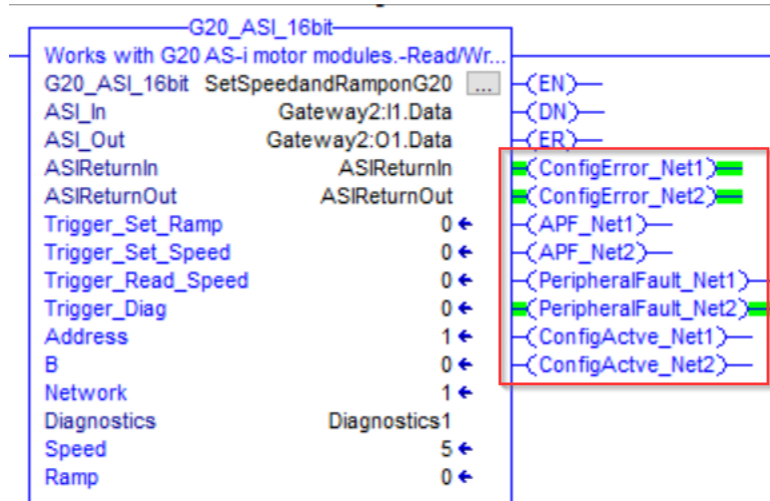 G20_ASI_16bit
Works with G20 AS-i motor modules.-Read/Wr...
G20_ASI_16bit SetSpeedandRamponG20 ... (EN)
ASI_In Gateway2:I1.Data (DN)
ASI_Out Gateway2:O1.Data (ER)
ASIReturnIn ASIReturnIn (ConfigError_Net1)
ASIReturnOut ASIReturnOut (ConfigError_Net2)
Trigger_Set_Ramp 0 (APF_Net1)
Trigger_Set_Speed 0 (APF_Net2)
Trigger_Read_Speed 0 (PeripheralFault_Net1)
Trigger_Diag 0 (PeripheralFault_Net2)
Address 1 (ConfigActve_Net1)
B 0 (ConfigActve_Net2)
Network 1
Diagnostics Diagnostics1
Speed 5
Ramp 0